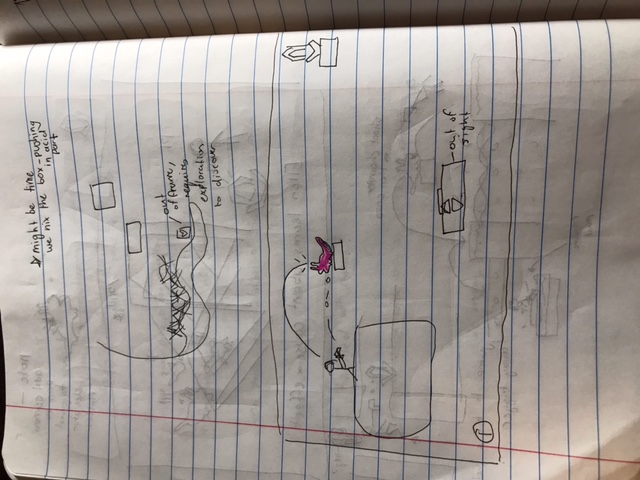 might be time
we nix the box-pushing
in acid
part
out
of frame,
requires
exploration
to discover
out of
sight